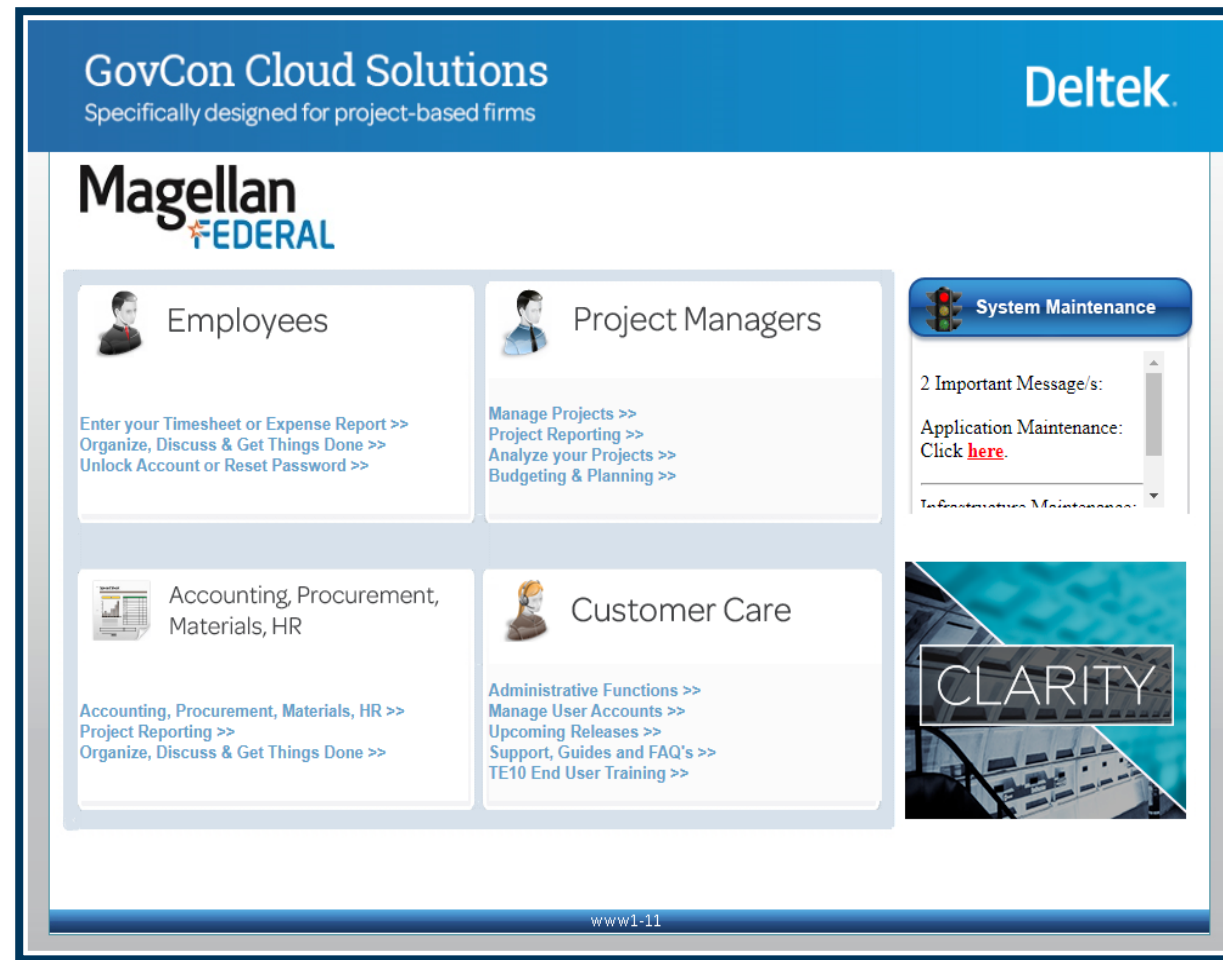 GovCon Cloud Solutions
Specifically designed for project-based firms
Deltek.
Magellan
FEDERAL
Employees
Enter your Timesheet or Expense Report >>
Organize, Discuss & Get Things Done >>
Unlock Account or Reset Password >>
Project Managers
Manage Projects >>
Project Reporting >>
Analyze your Projects >>
Budgeting & Planning >>
System Maintenance
2 Important Message/s:
Application Maintenance:
Click here.
Infrastructure Maintenance:
Accounting, Procurement,
Materials, HR
Accounting, Procurement, Materials, HR >>
Project Reporting >>
Organize, Discuss & Get Things Done >>
Customer Care
Administrative Functions >>
Manage User Accounts >>
Upcoming Releases >>
Support, Guides and FAQ's >>
TE10 End User Training >>
CLARITY
www1-11